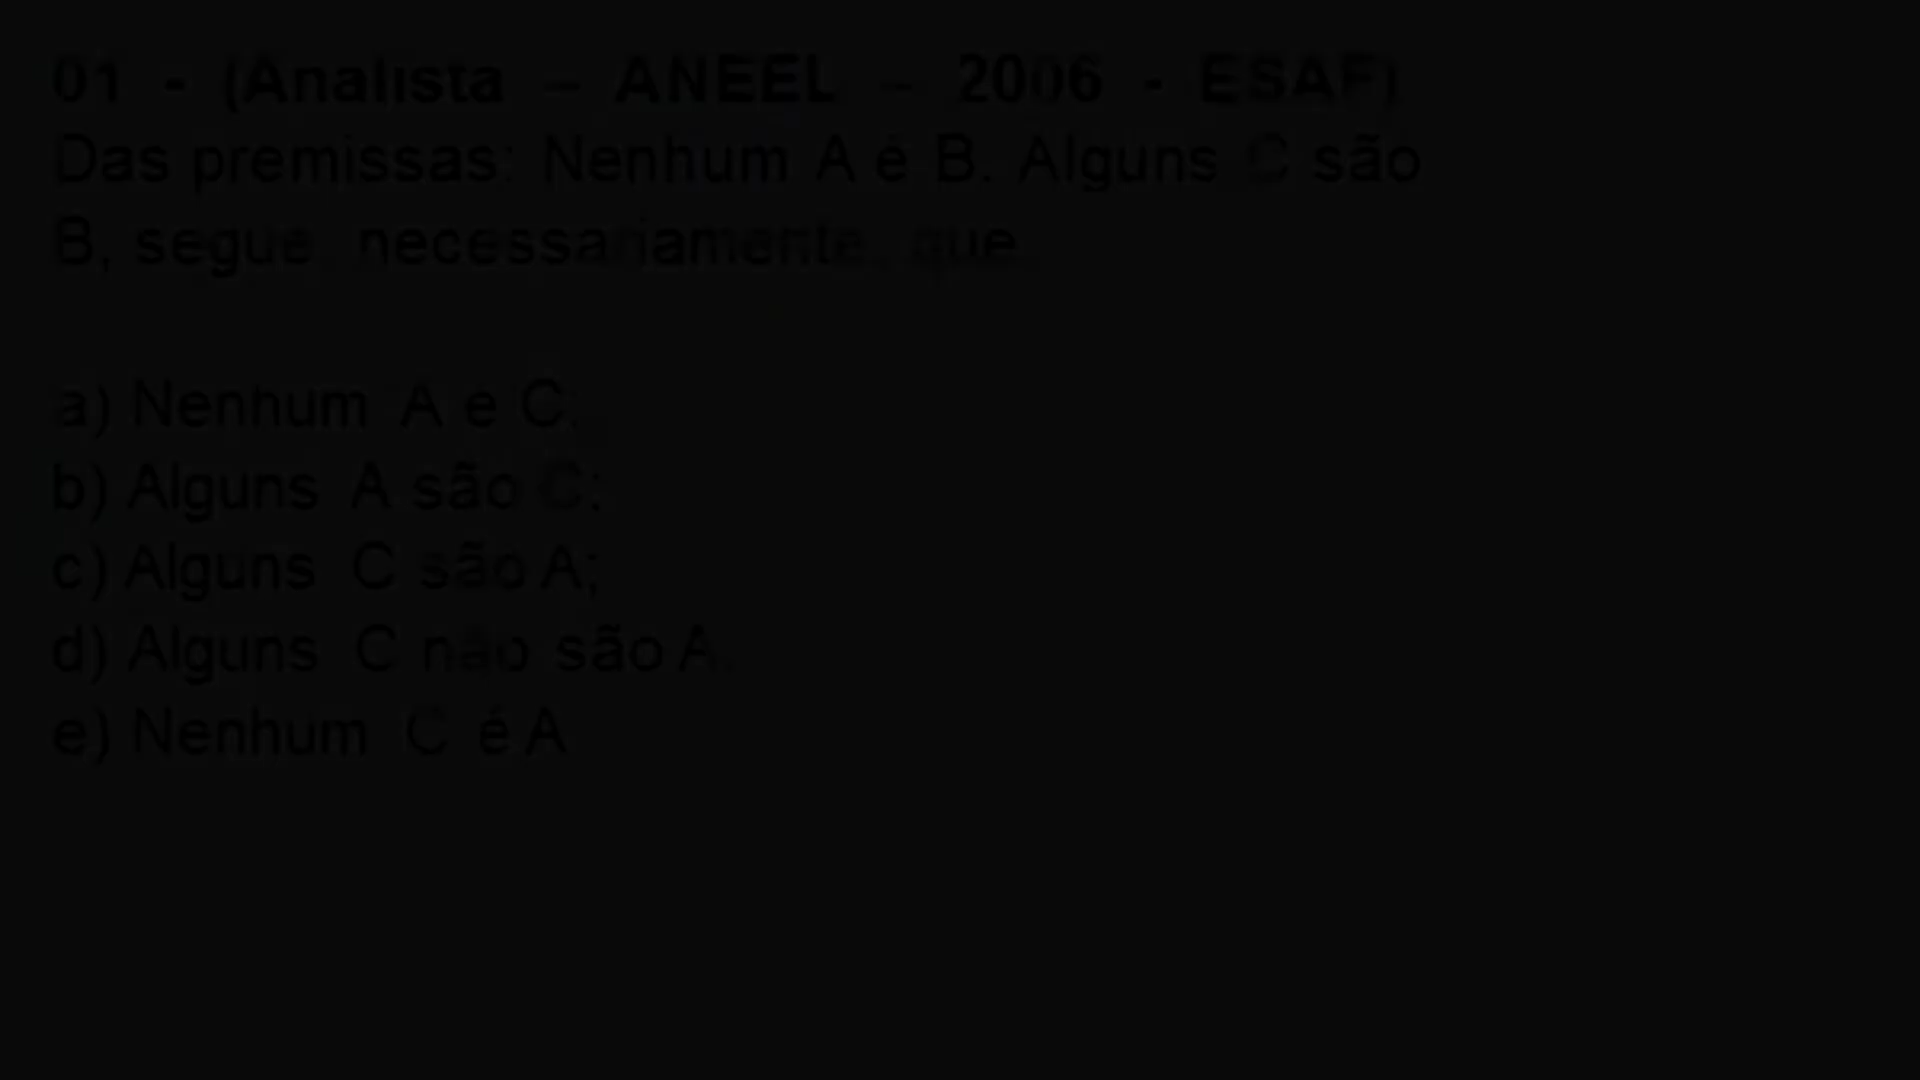 01 - (Analista – ANEEL – 2006 - ESAF)
Das premissas: Nenhum A é B. Alguns C são
B, segue necessariamente, que:
a) Nenhum A é C;
b) Alguns A são C;
c) Alguns C são A;
d) Alguns C não são A.
e) Nenhum C é A